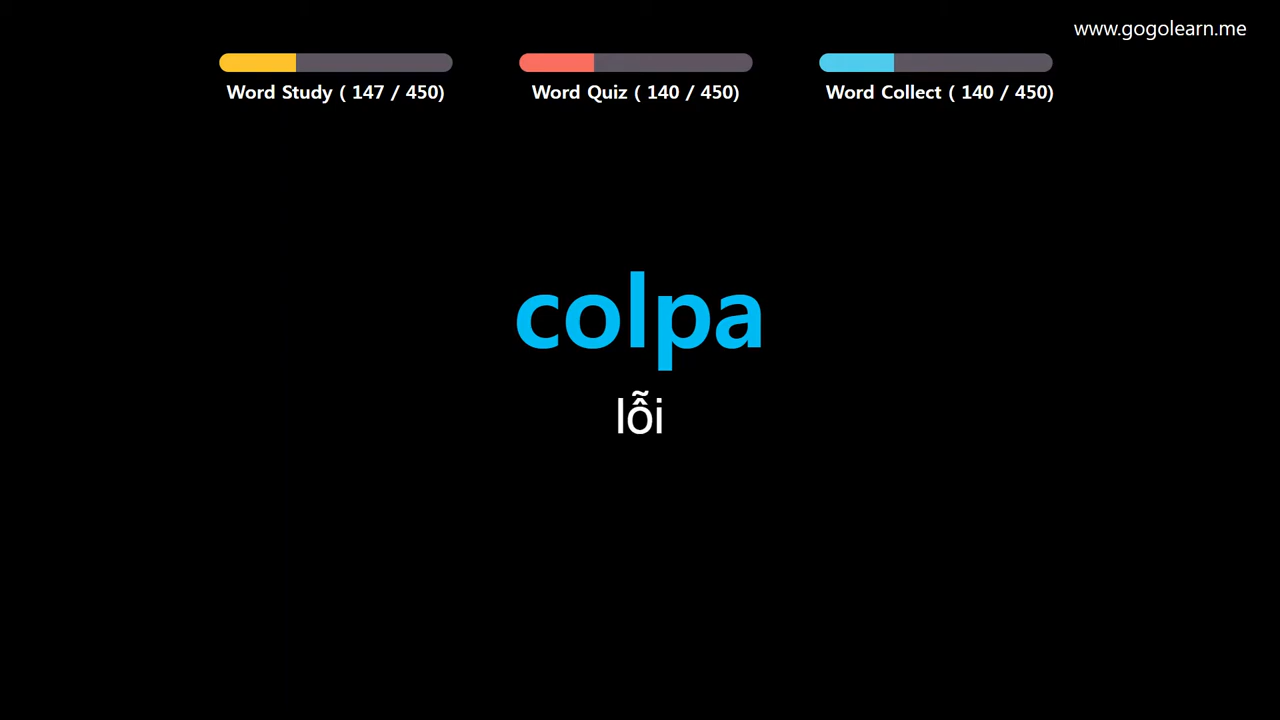 www.gogolearn.me
Word Study ( 147 / 450)
Word Quiz ( 140 / 450)
Word Collect ( 140 / 450)
colpa
lỗi